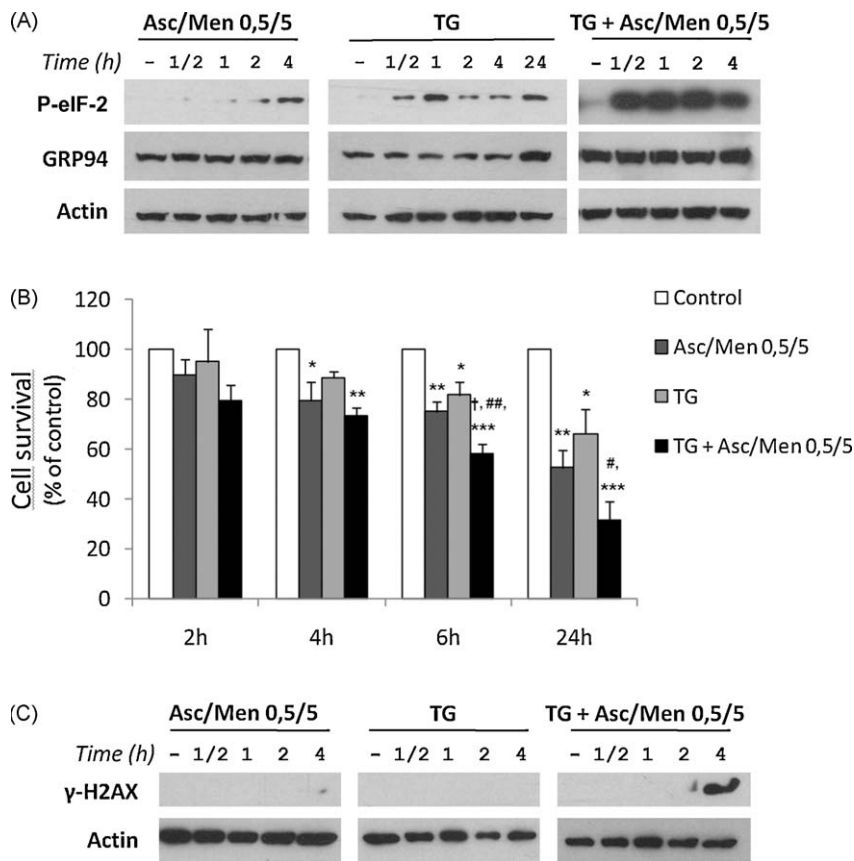 (A)
Asc/Men 0,5/5 TG TG + Asc/Men 0,5/5
Time (h) - 1/2 1 2 4 - 1/2 1 2 4 24 - 1/2 1 2 4
P-eIF-2
GRP94
Actin
(B)
Cell survival
(% of control)
120
100
80
60
40
20
0
* ** ** * †, ##, *** ** * #, ***
2h 4h 6h 24h
Control
Asc/Men 0,5/5
TG
TG + Asc/Men 0,5/5
(C)
Asc/Men 0,5/5 TG TG + Asc/Men 0,5/5
Time (h) - 1/2 1 2 4 - 1/2 1 2 4 - 1/2 1 2 4
γ-H2AX
Actin